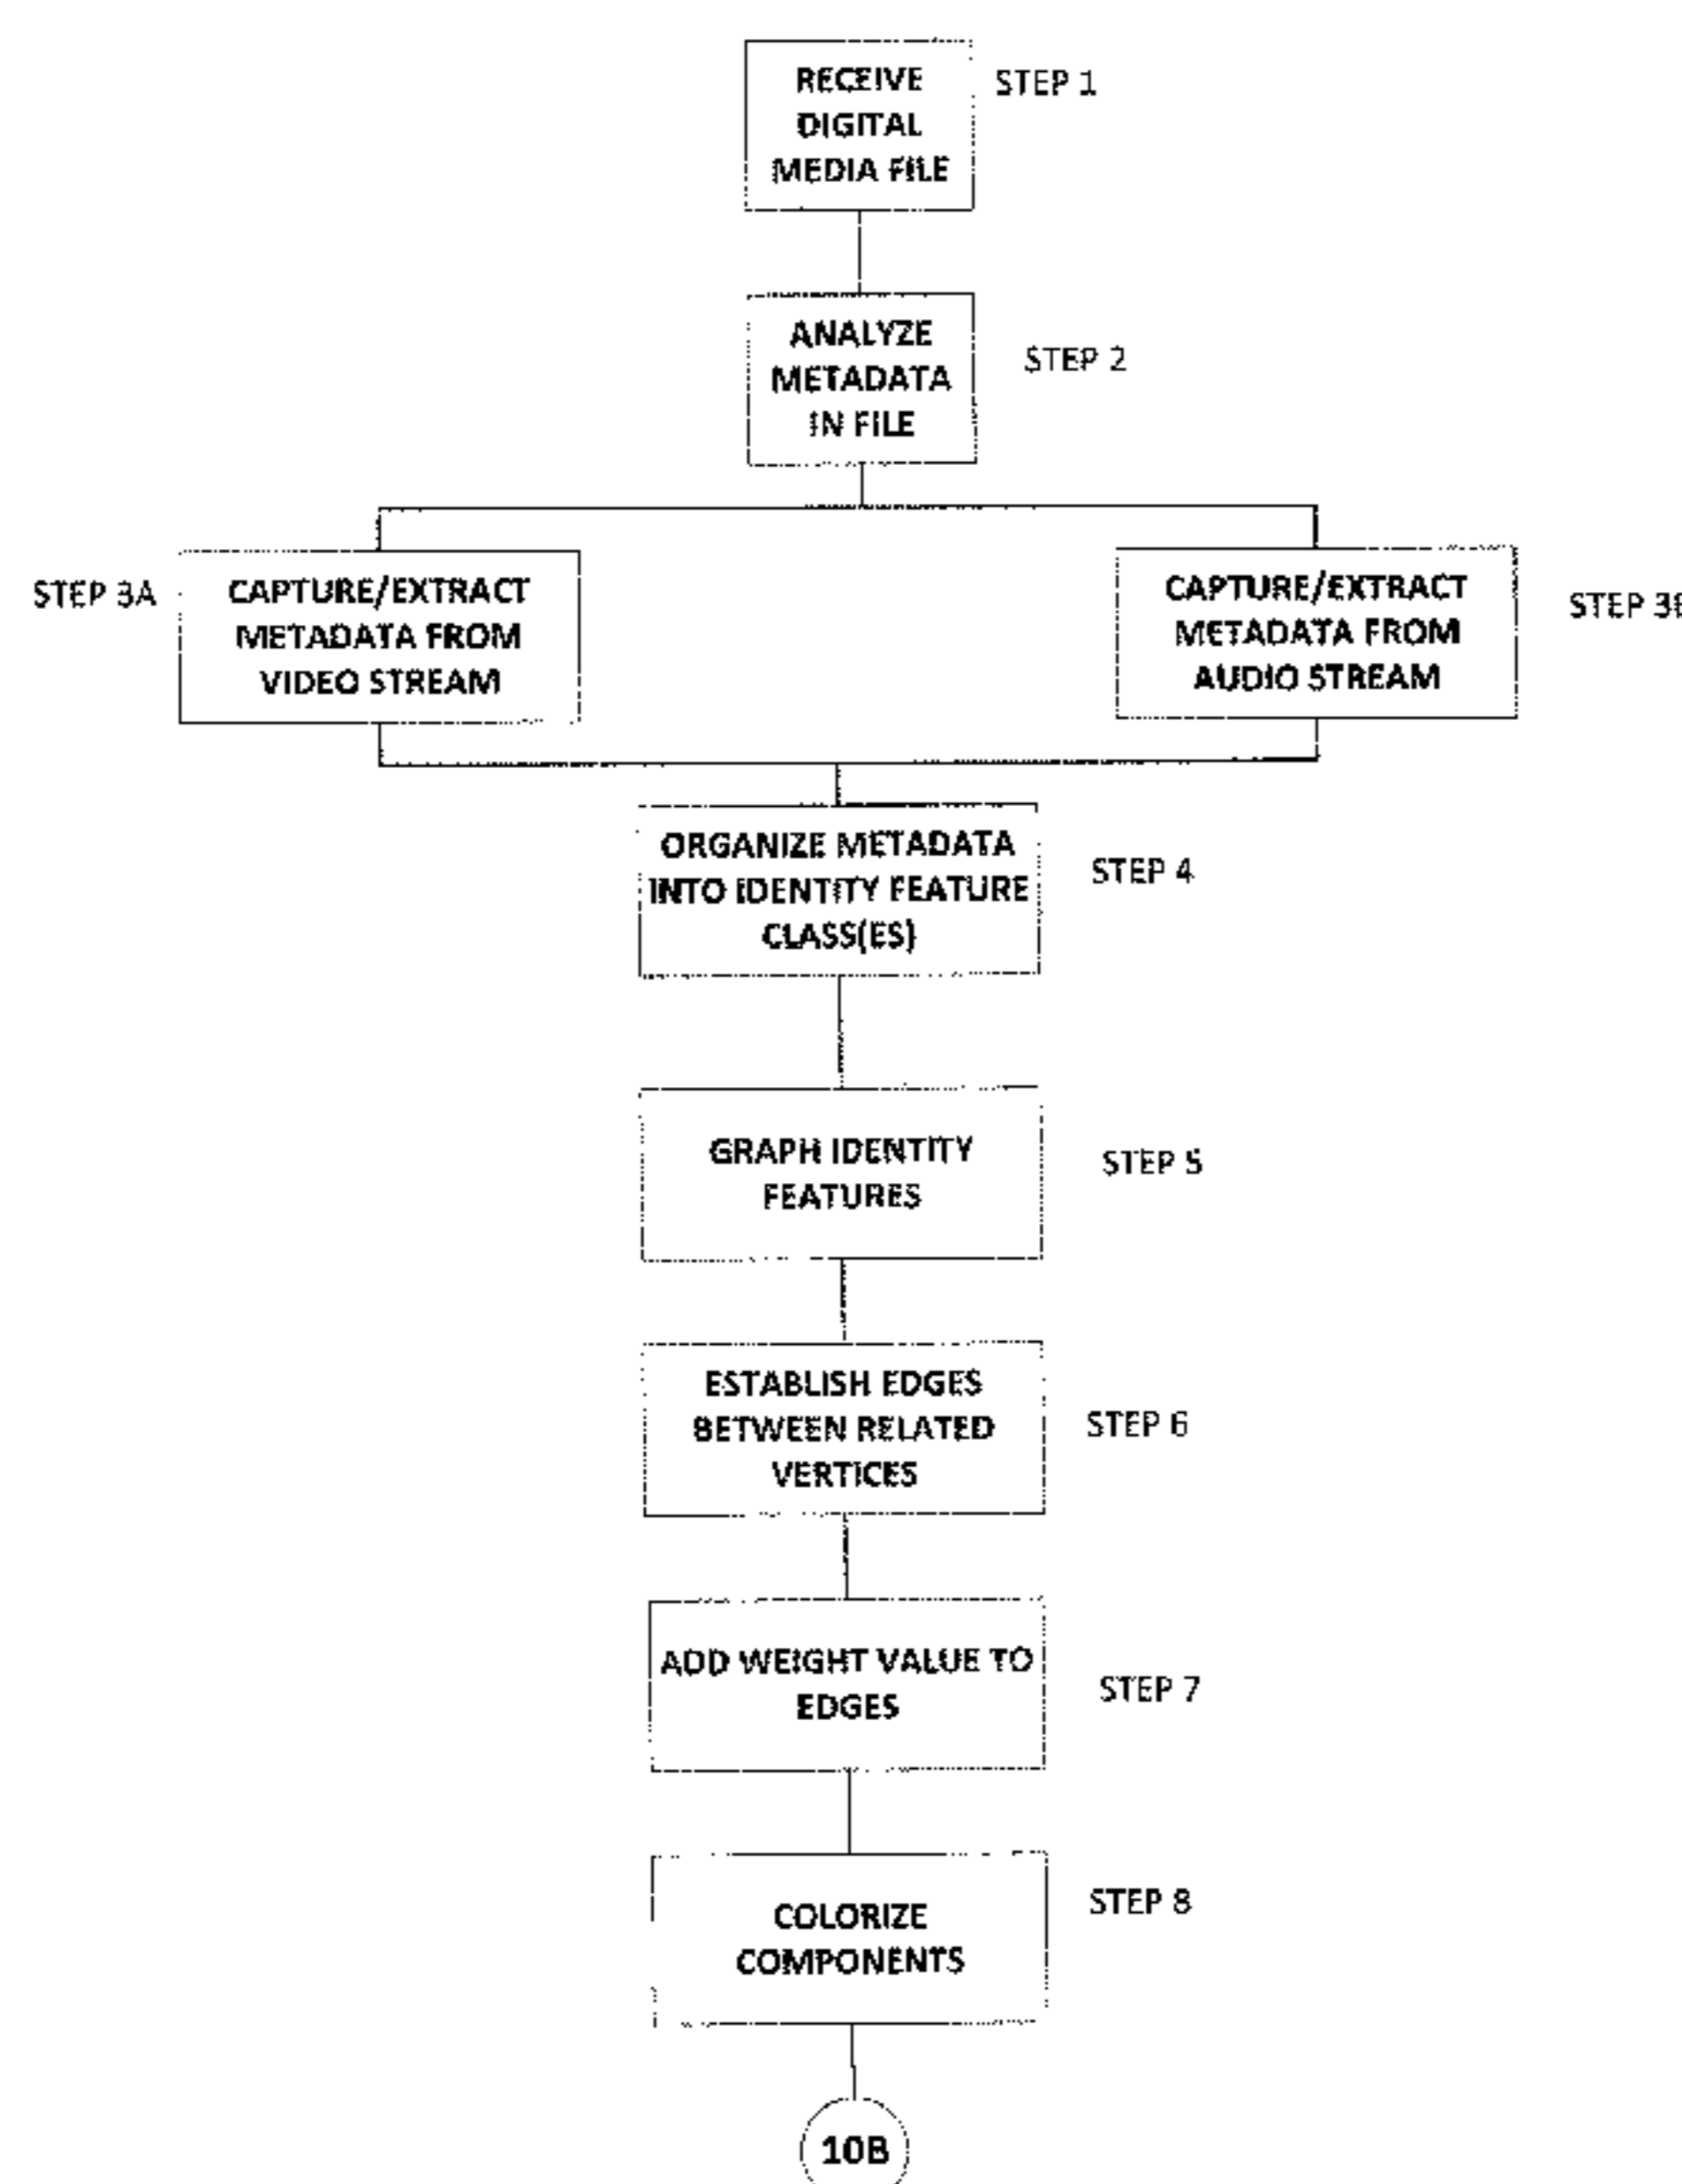 RECEIVE
DIGITAL
MEDIA FILE
STEP 1
ANALYZE
METADATA
IN FILE
STEP 2
STEP 3A
CAPTURE/EXTRACT
METADATA FROM
VIDEO STREAM
CAPTURE/EXTRACT
METADATA FROM
AUDIO STREAM
STEP
ORGANIZE METADATA
INTO IDENTITY FEATURE
CLASS(ES)
STEP 4
GRAPH IDENTITY
FEATURES
STEP 5
ESTABLISH EDGES
BETWEEN RELATED
VERTICES
STEP 6
ADD WEIGHT VALUE TO
EDGES
STEP 7
COLORIZE
COMPONENTS
STEP 8
10B